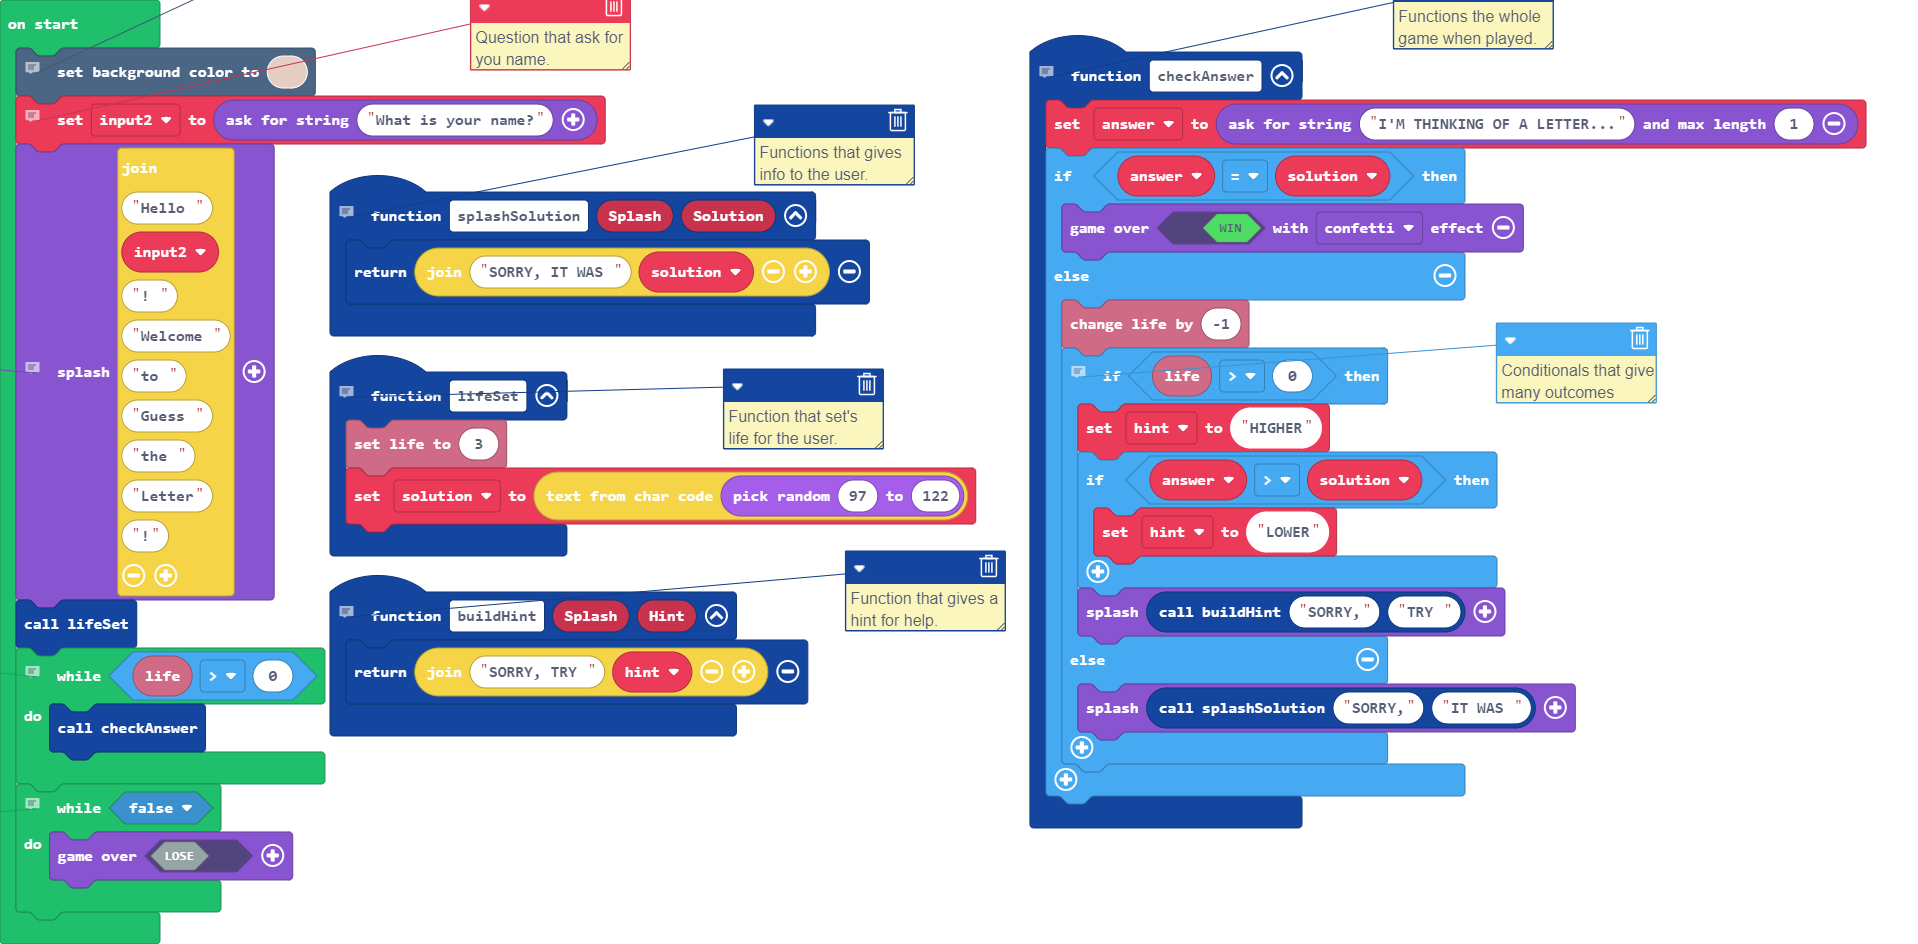 on start
set background color to
set input2 to ask for string "What is your name?"
splash
join
"Hello "
input2
"! "
"Welcome "
"to "
"Guess "
"the "
"Letter "
"!"
call lifeSet
while life > 0
do
call checkAnswer
while false
do
game over LOSE
Question that ask for
you name.
Functions that gives
info to the user.
function splashSolution Splash Solution
return join "SORRY, IT WAS " solution
function lifeSet
Function that set's
life for the user.
set life to 3
set solution to text from char code pick random 97 to 122
Function that gives a
hint for help.
function buildHint Splash Hint
return join "SORRY, TRY " hint
Functions the whole
game when played.
function checkAnswer
set answer to ask for string "I'M THINKING OF A LETTER..." and max length 1
if answer = solution then
game over WIN with confetti effect
else
change life by -1
Conditionals that give
many outcomes
if life > 0 then
set hint to "HIGHER"
if answer > solution then
set hint to "LOWER"
splash call buildHint "SORRY," "TRY "
else
splash call splashSolution "SORRY," "IT WAS "